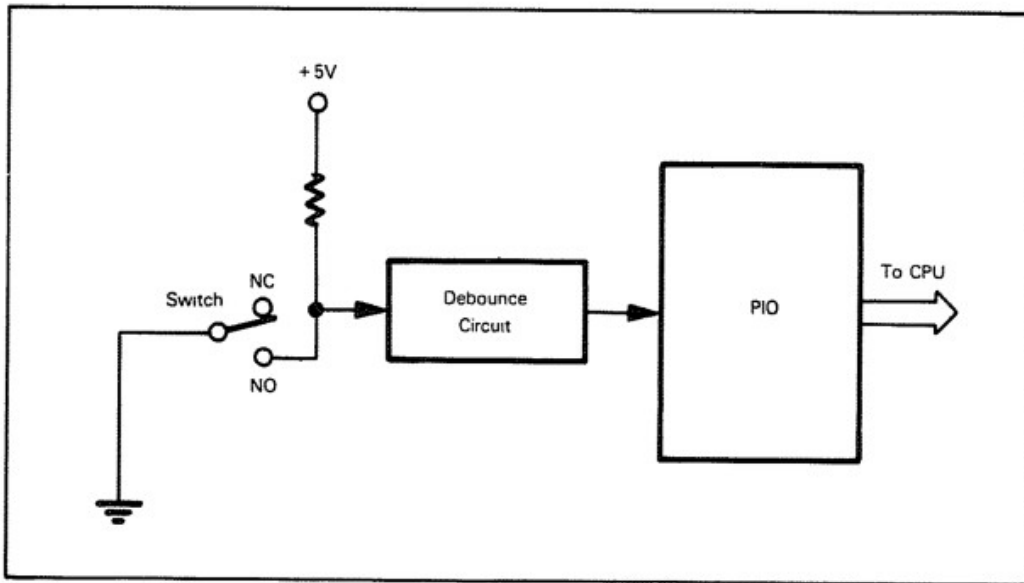 +5V
NC
Switch
NO
Debounce
Circuit
PIO
To CPU